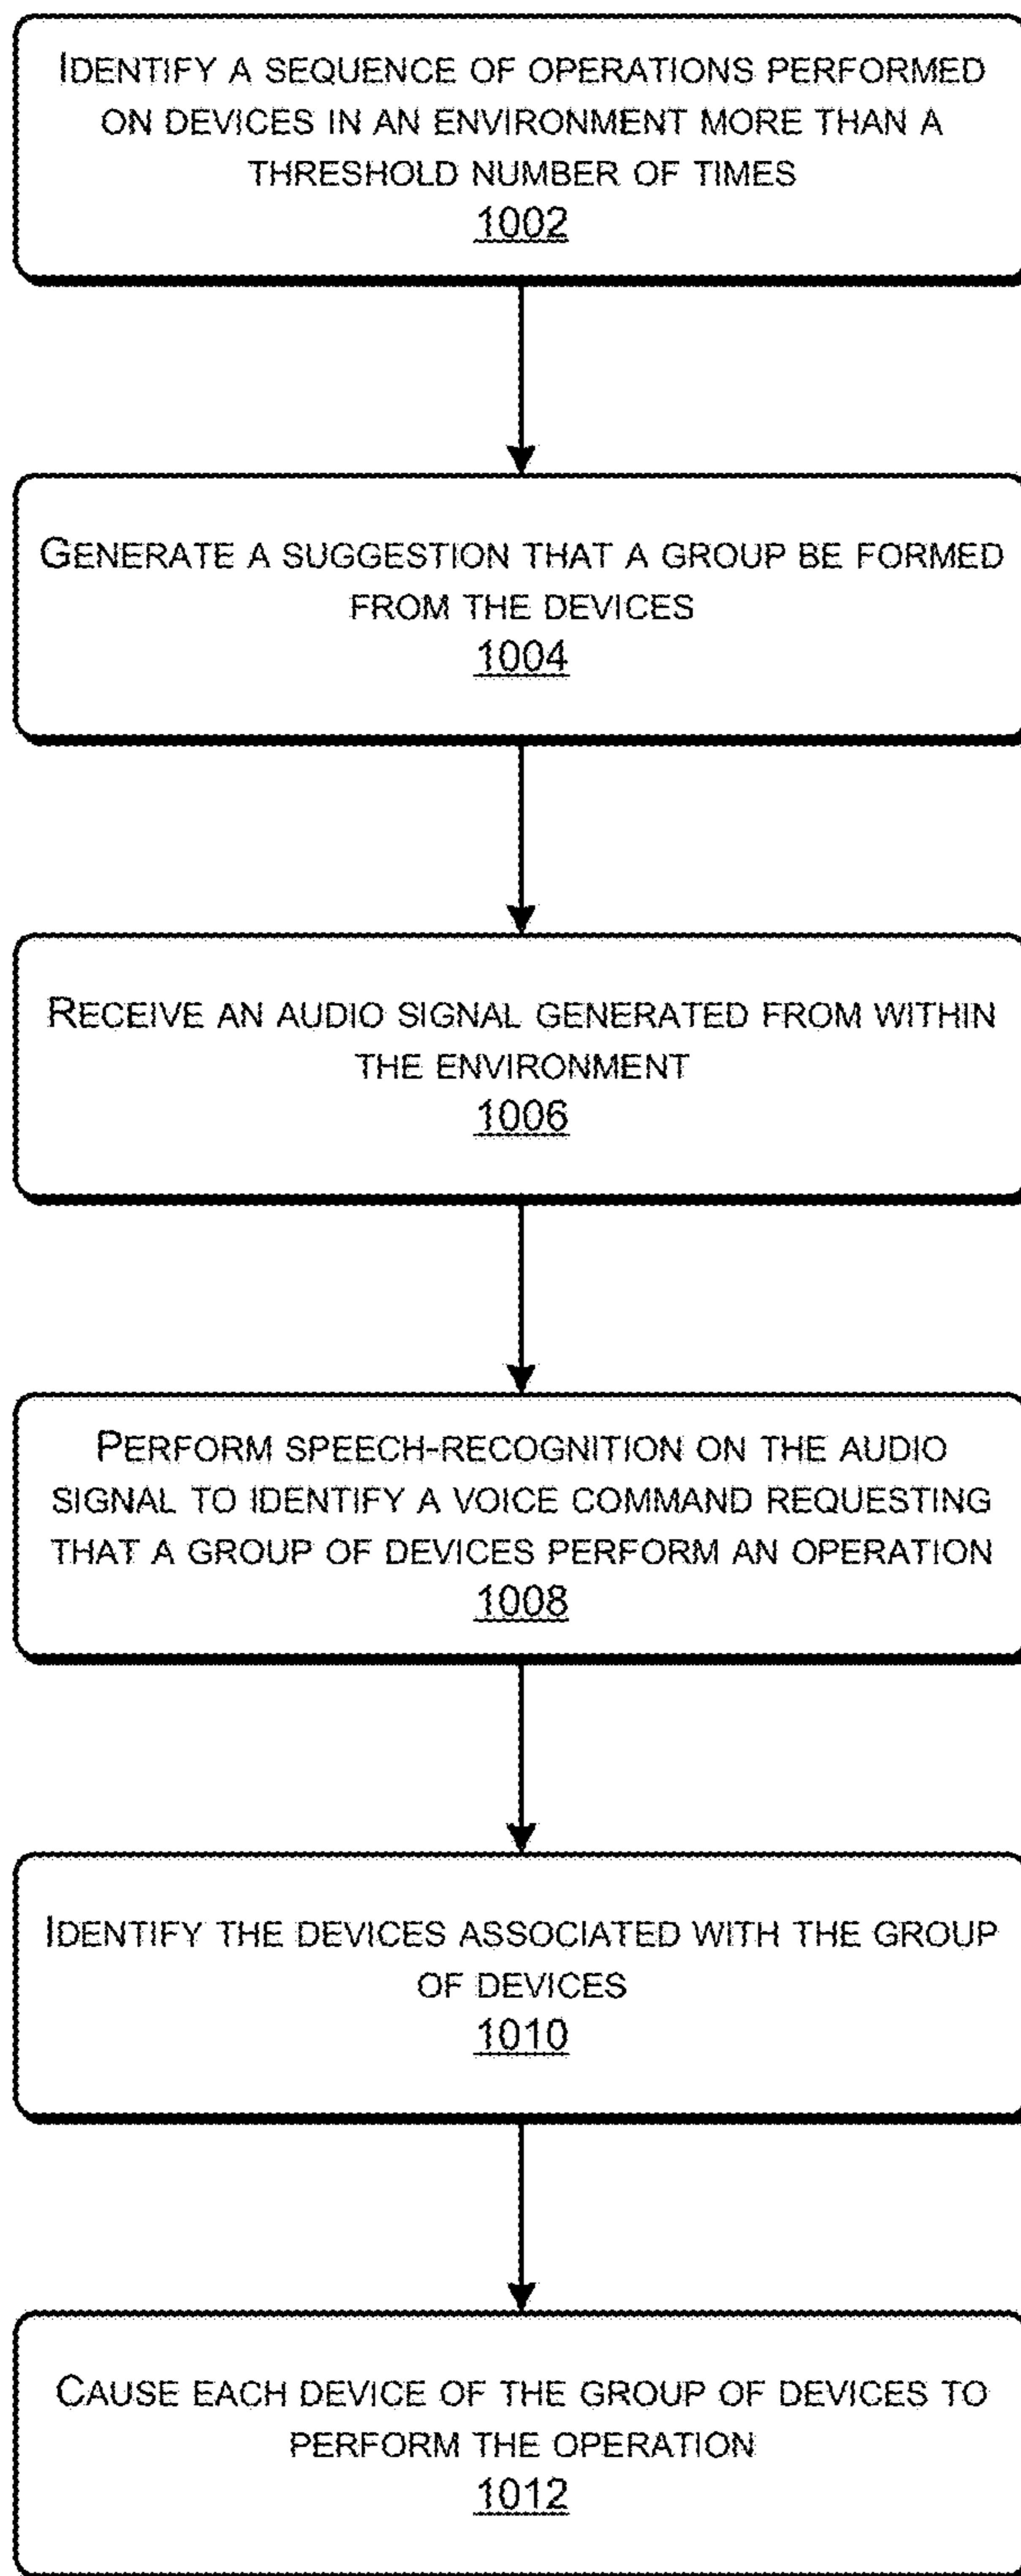 IDENTIFY A SEQUENCE OF OPERATIONS PERFORMED
ON DEVICES IN AN ENVIRONMENT MORE THAN A
THRESHOLD NUMBER OF TIMES
1002
GENERATE A SUGGESTION THAT A GROUP BE FORMED
FROM THE DEVICES
1004
RECEIVE AN AUDIO SIGNAL GENERATED FROM WITHIN
THE ENVIRONMENT
1006
PERFORM SPEECH-RECOGNITION ON THE AUDIO
SIGNAL TO IDENTIFY A VOICE COMMAND REQUESTING
THAT A GROUP OF DEVICES PERFORM AN OPERATION
1008
IDENTIFY THE DEVICES ASSOCIATED WITH THE GROUP
OF DEVICES
1010
CAUSE EACH DEVICE OF THE GROUP OF DEVICES TO
PERFORM THE OPERATION
1012